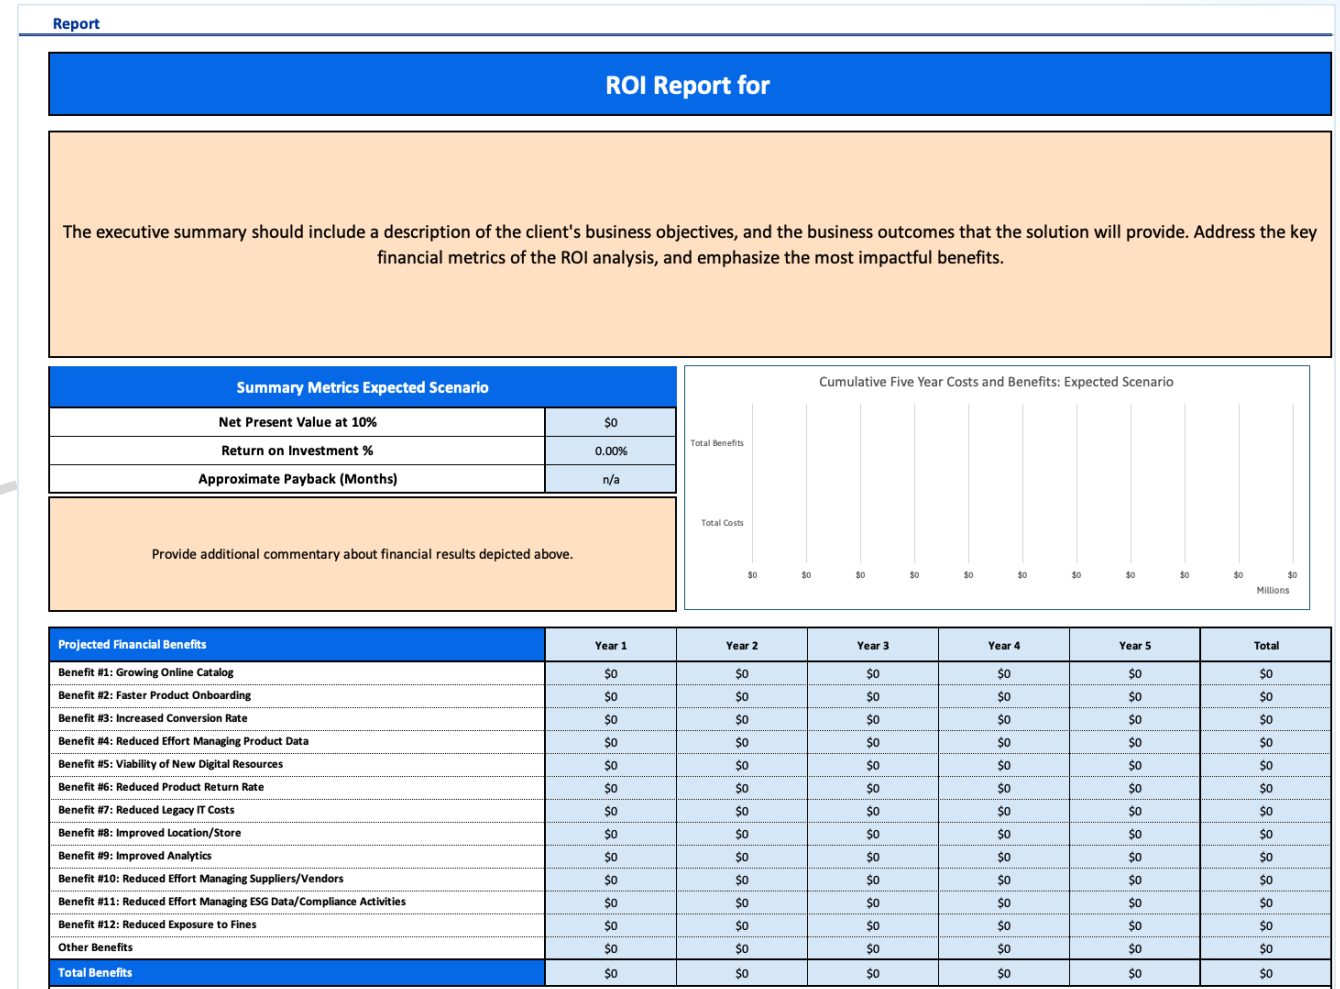 Report
ROI Report for
The executive summary should include a description of the client's business objectives, and the business outcomes that the solution will provide. Address the key
financial metrics of the ROI analysis, and emphasize the most impactful benefits.
Summary Metrics Expected Scenario
Net Present Value at 10% $0
Return on Investment % 0.00%
Approximate Payback (Months) n/a
Provide additional commentary about financial results depicted above.
Cumulative Five Year Costs and Benefits: Expected Scenario
Total Benefits
Total Costs
$0 $0 $0 $0 $0 $0 $0 $0 $0 $0 $0
Millions
Projected Financial Benefits Year 1 Year 2 Year 3 Year 4 Year 5 Total
Benefit #1: Growing Online Catalog $0 $0 $0 $0 $0 $0
Benefit #2: Faster Product Onboarding $0 $0 $0 $0 $0 $0
Benefit #3: Increased Conversion Rate $0 $0 $0 $0 $0 $0
Benefit #4: Reduced Effort Managing Product Data $0 $0 $0 $0 $0 $0
Benefit #5: Viability of New Digital Resources $0 $0 $0 $0 $0 $0
Benefit #6: Reduced Product Return Rate $0 $0 $0 $0 $0 $0
Benefit #7: Reduced Legacy IT Costs $0 $0 $0 $0 $0 $0
Benefit #8: Improved Location/Store $0 $0 $0 $0 $0 $0
Benefit #9: Improved Analytics $0 $0 $0 $0 $0 $0
Benefit #10: Reduced Effort Managing Suppliers/Vendors $0 $0 $0 $0 $0 $0
Benefit #11: Reduced Effort Managing ESG Data/Compliance Activities $0 $0 $0 $0 $0 $0
Benefit #12: Reduced Exposure to Fines $0 $0 $0 $0 $0 $0
Other Benefits $0 $0 $0 $0 $0 $0
Total Benefits $0 $0 $0 $0 $0 $0